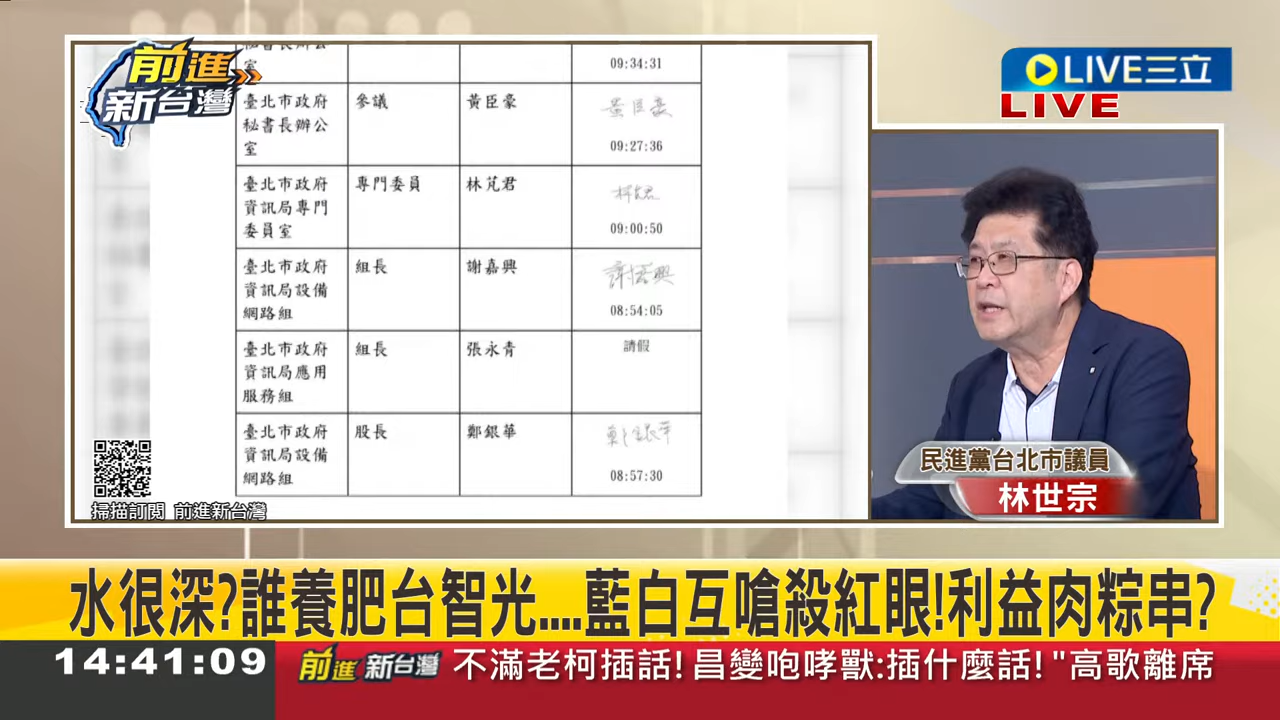 前進
新台灣
LIVE三立
LIVE
室
09:34:31
臺北市政府
秘書長辦公
室
參議
黃臣豪
黃臣豪
09:27:36
臺北市政府
資訊局專門
委員室
專門委員
林芃君
09:00:50
臺北市政府
資訊局設備
網路組
組長
謝嘉興
08:54:05
臺北市政府
資訊局應用
服務組
組長
張永青
請假
臺北市政府
資訊局設備
網路組
股長
鄭銀華
鄭銀華
08:57:30
掃描訂閱 前進新台灣
民進黨台北市議員
林世宗
水很深?誰養肥台智光....藍白互嗆殺紅眼!利益肉粽串?
14:41:09
前進新台灣
不滿老柯插話!昌變咆哮獸:插什麼話!"高歌離席